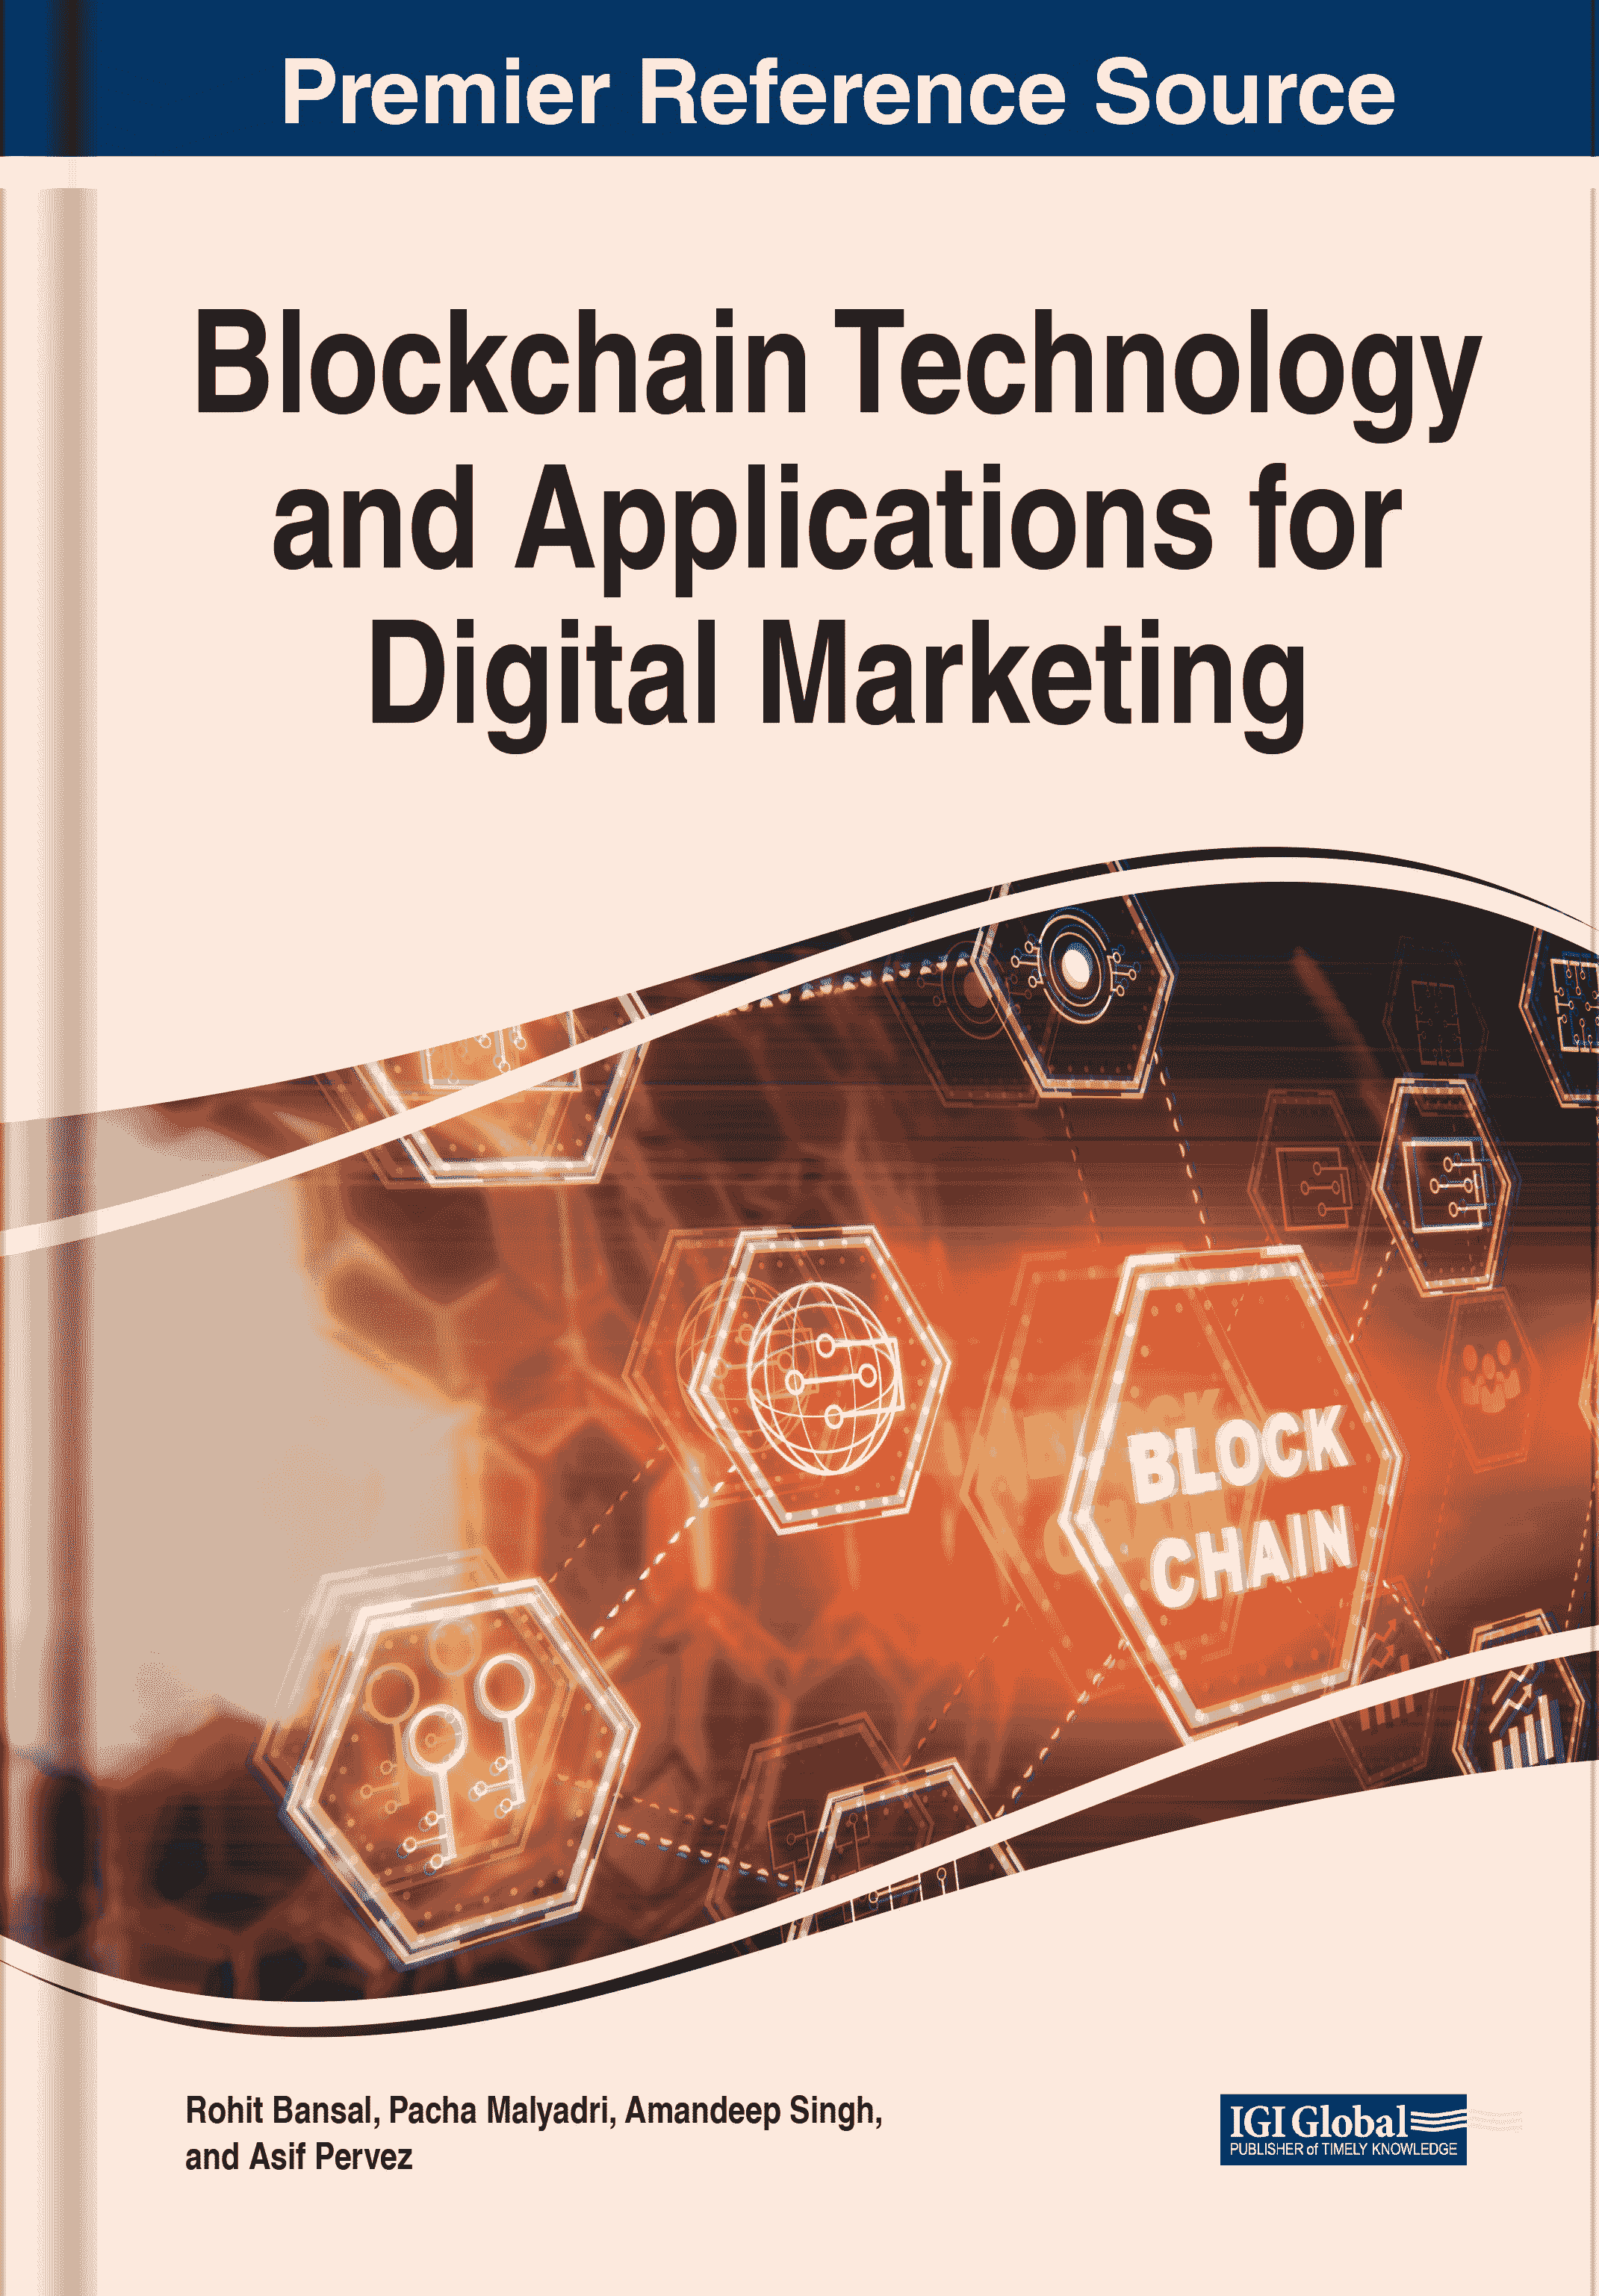 Premier Reference Source
Blockchain Technology
and Applications for
Digital Marketing
BLOCK
CHAIN
Rohit Bansal, Pacha Malyadri, Amandeep Singh,
and Asif Pervez
IGI Global
PUBLISHER of TIMELY KNOWLEDGE